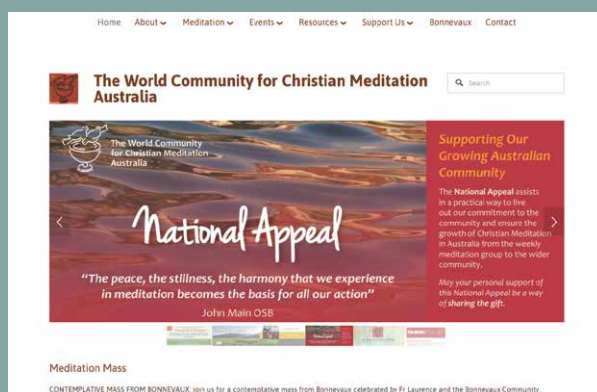 Home About Meditation Events Resources Support Us Bonnevaux Contact
The World Community for Christian Meditation
Australia
Search
The World Community
for Christian Meditation
Australia
National Appeal
"The peace, the stillness, the harmony that we experience
in meditation becomes the basis for all our action"
John Main OSB
Supporting Our
Growing Australian
Community
The National Appeal assists
in a practical way to live
out our commitment to the
community and ensure the
growth of Christian Meditation
in Australia from the weekly
meditation group to the wider
community.
May your personal support of
this National Appeal be a way
of sharing the gift.
Meditation Mass
CONTEMPLATIVE MASS FROM BONNEVAUX: join us for a contemplative mass from Bonnevaux celebrated by Fr Laurence and the Bonnevaux Community.